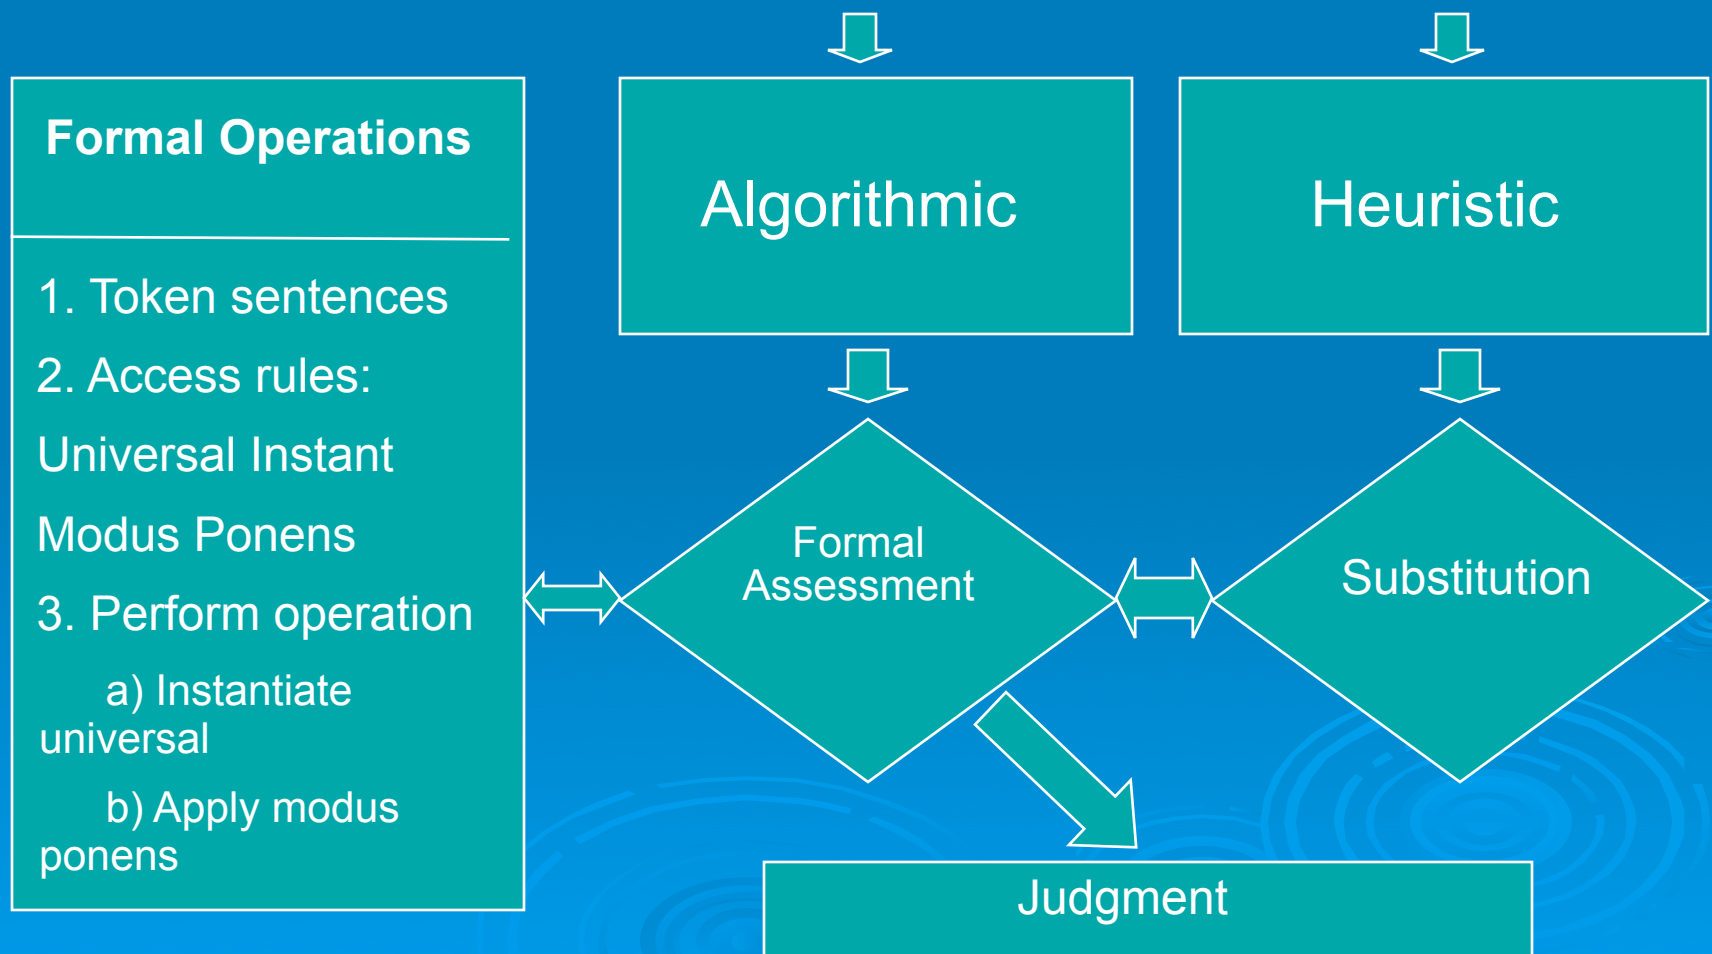 Formal Operations
1. Token sentences
2. Access rules:
Universal Instant
Modus Ponens
3. Perform operation
a) Instantiate
universal
b) Apply modus
ponens
Algorithmic
Heuristic
Formal
Assessment
Substitution
Judgment